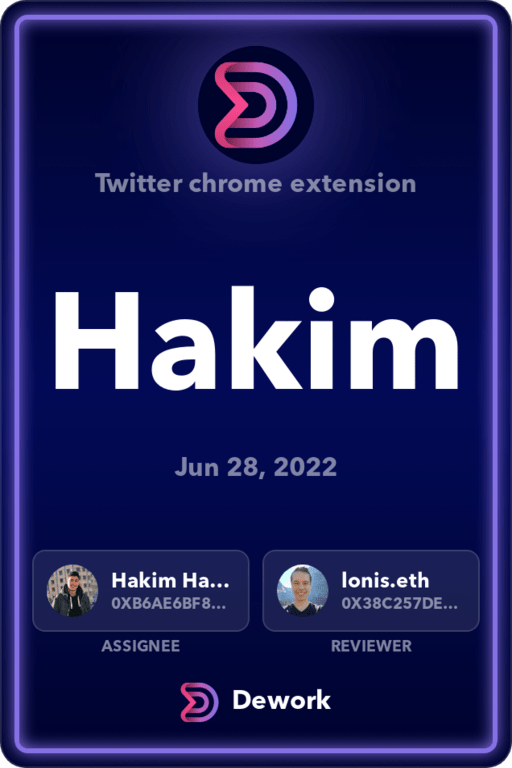 Twitter chrome extension
Hakim
Jun 28, 2022
Hakim Ha...
0XB6AE6BF8...
ASSIGNEE
lonis.eth
0X38C257DE...
REVIEWER
Dework